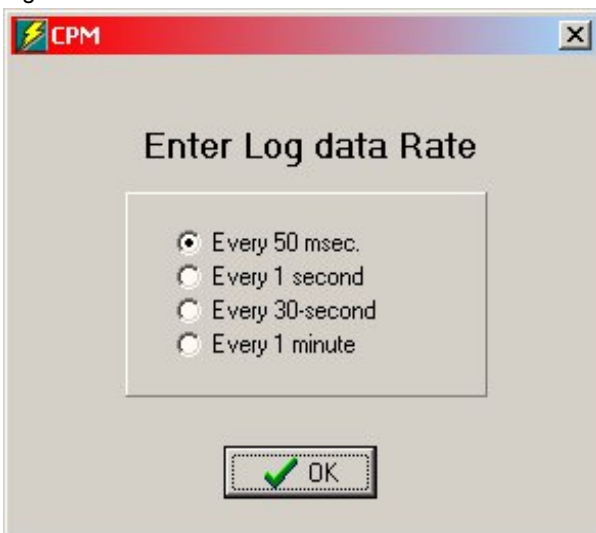 CPM
Enter Log data Rate
Every 50 msec.
Every 1 second
Every 30-second
Every 1 minute
OK